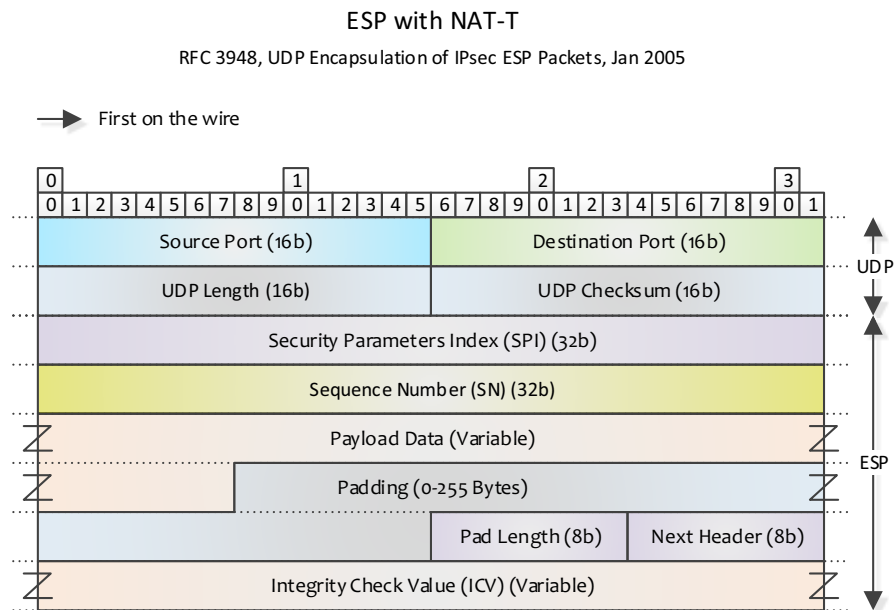 ESP with NAT-T
RFC 3948, UDP Encapsulation of IPsec ESP Packets, Jan 2005
First on the wire
0 1 2 3
0 1 2 3 4 5 6 7 8 9 0 1 2 3 4 5 6 7 8 9 0 1 2 3 4 5 6 7 8 9 0 1
Source Port (16b) Destination Port (16b)
UDP
UDP Length (16b) UDP Checksum (16b)
Security Parameters Index (SPI) (32b)
Sequence Number (SN) (32b)
Payload Data (Variable)
ESP
Padding (0-255 Bytes)
Pad Length (8b) Next Header (8b)
Integrity Check Value (ICV) (Variable)